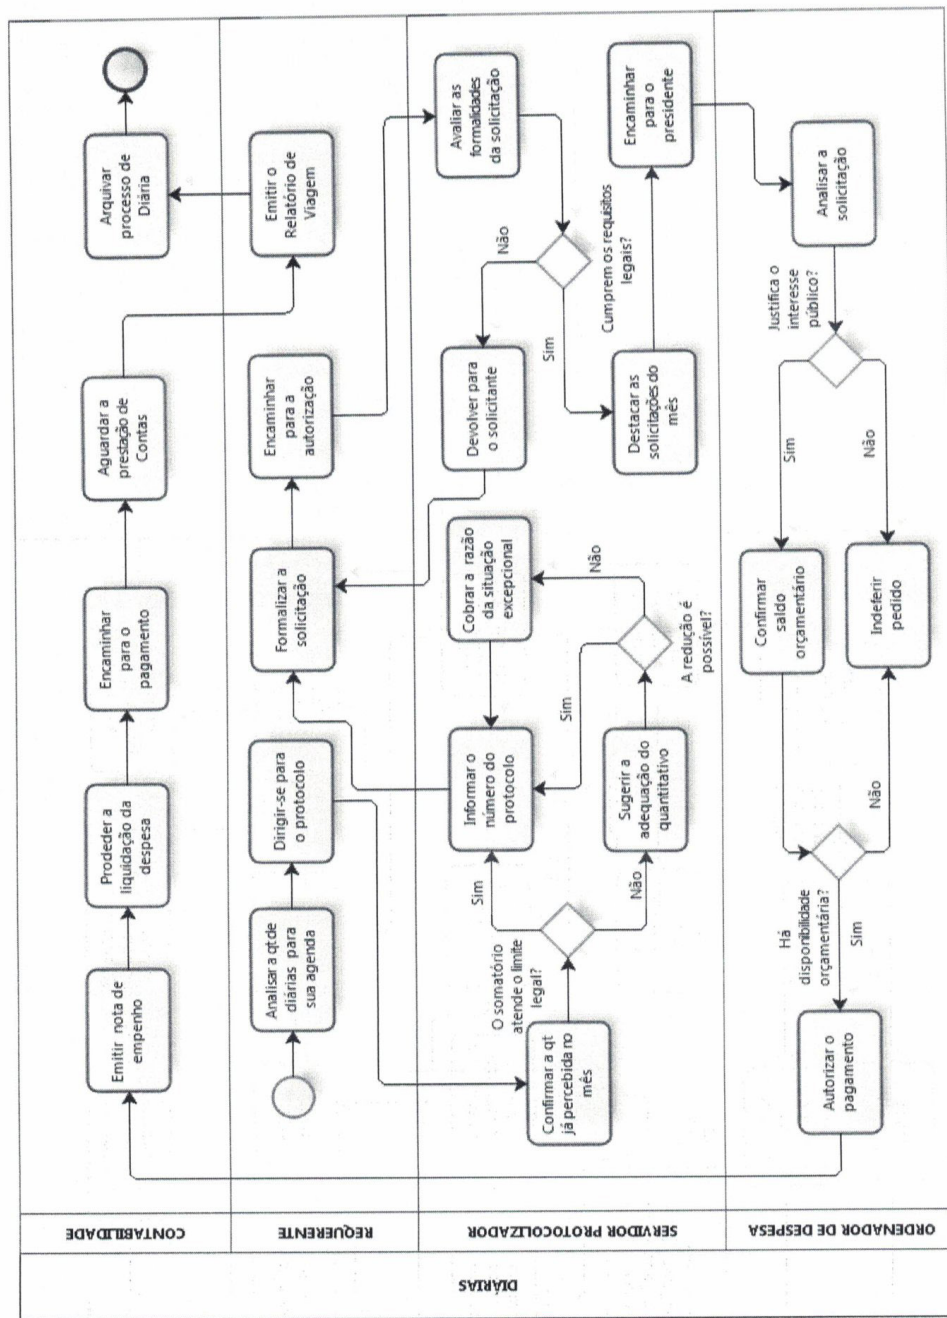 DIÁRIAS
CONTABILIDADE
Emitir nota de
empenho
Prodeder a
liquidação da
despesa
Encaminhar
para o
pagamento
Aguardar a
prestação de
Contas
Arquivar
processo de
Diária
REQUERENTE
Analisar a qtde
diárias para
sua agenda
Dirigir-se para
o protocolo
Formalizar a
solicitação
Encaminhar
para a
autorização
Emitir o
Relatório de
Viagem
SERVIDOR PROTOCOLIZADOR
Confirmar a qt
já percebida no
mês
O somatório
atende o limite
legal?
Sim
Não
Informar o
número do
protocolo
Sugerir a
adequação do
quantitativo
Sim
A redução é
possível?
Não
Cobrar a razão
da situação
excepcional
Devolver para
o solicitante
Destacar as
solicitações do
mês
Sim
Não
Cumprem os requisitos
legais?
Avaliar as
formalidades
da solicitação
Encaminhar
para o
presidente
ORDENADOR DE DESPESA
Autorizar o
pagamento
Há
disponibilidade
orçamentária?
Sim
Não
Confirmar
saldo
orçamentário
Indeferir
pedido
Sim
Não
Justifica o
interesse
público?
Analisar a
solicitação